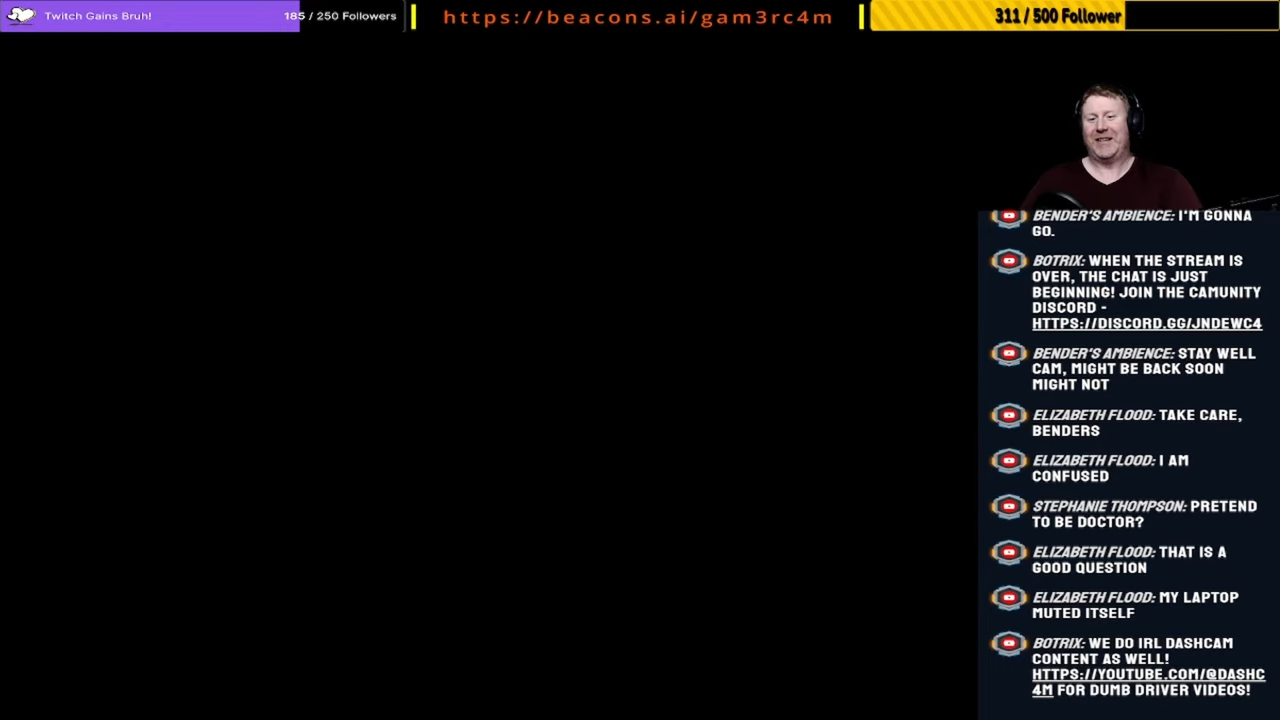 Twitch Gains Bruh!
185 / 250 Followers
https://beacons.ai/gam3rc4m
311 / 500 Follower
BENDER'S AMBIENCE: I'M GONNA
GO.
BOTRIX: WHEN THE STREAM IS
OVER, THE CHAT IS JUST
BEGINNING! JOIN THE CAMUNITY
DISCORD -
HTTPS://DISCORD.GG/JNDEWC4
BENDER'S AMBIENCE: STAY WELL
CAM, MIGHT BE BACK SOON
MIGHT NOT
ELIZABETH FLOOD: TAKE CARE,
BENDERS
ELIZABETH FLOOD: I AM
CONFUSED
STEPHANIE THOMPSON: PRETEND
TO BE DOCTOR?
ELIZABETH FLOOD: THAT IS A
GOOD QUESTION
ELIZABETH FLOOD: MY LAPTOP
MUTED ITSELF
BOTRIX: WE DO IRL DASHCAM
CONTENT AS WELL!
HTTPS://YOUTUBE.COM/@DASHC
4M FOR DUMB DRIVER VIDEOS!